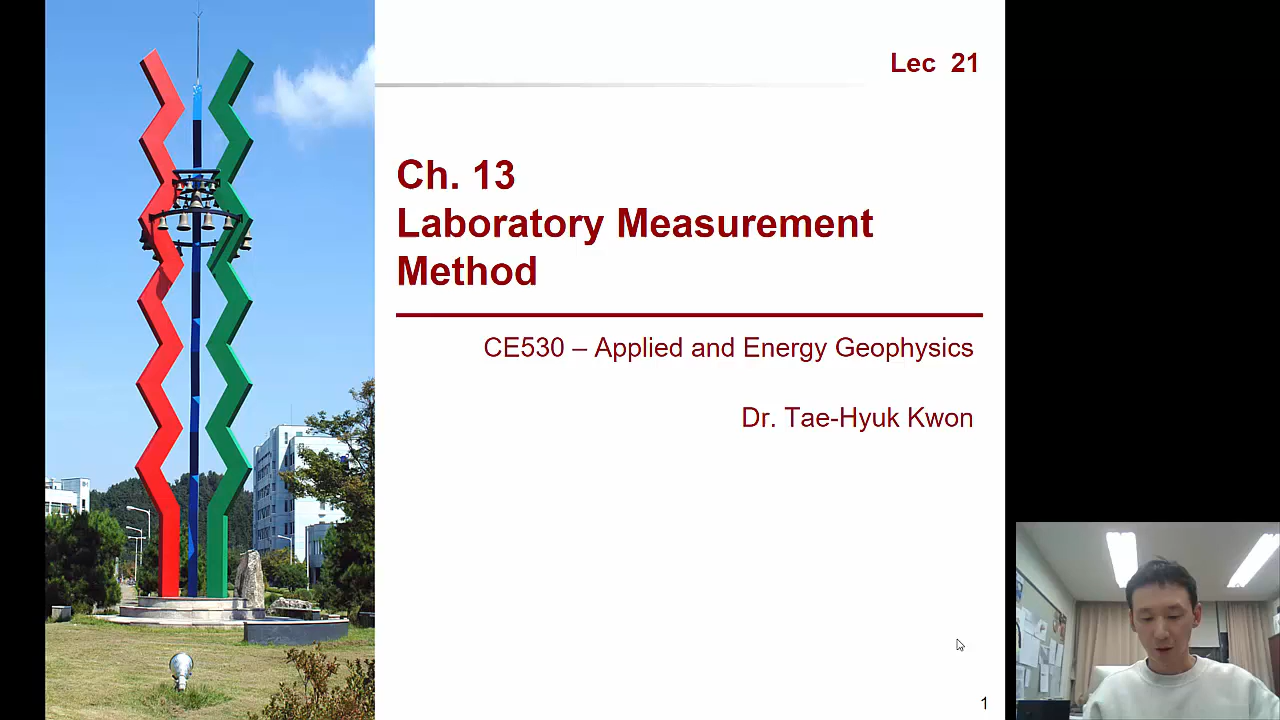 Lec 21
Ch. 13
Laboratory Measurement
Method
CE530 – Applied and Energy Geophysics
Dr. Tae-Hyuk Kwon
1